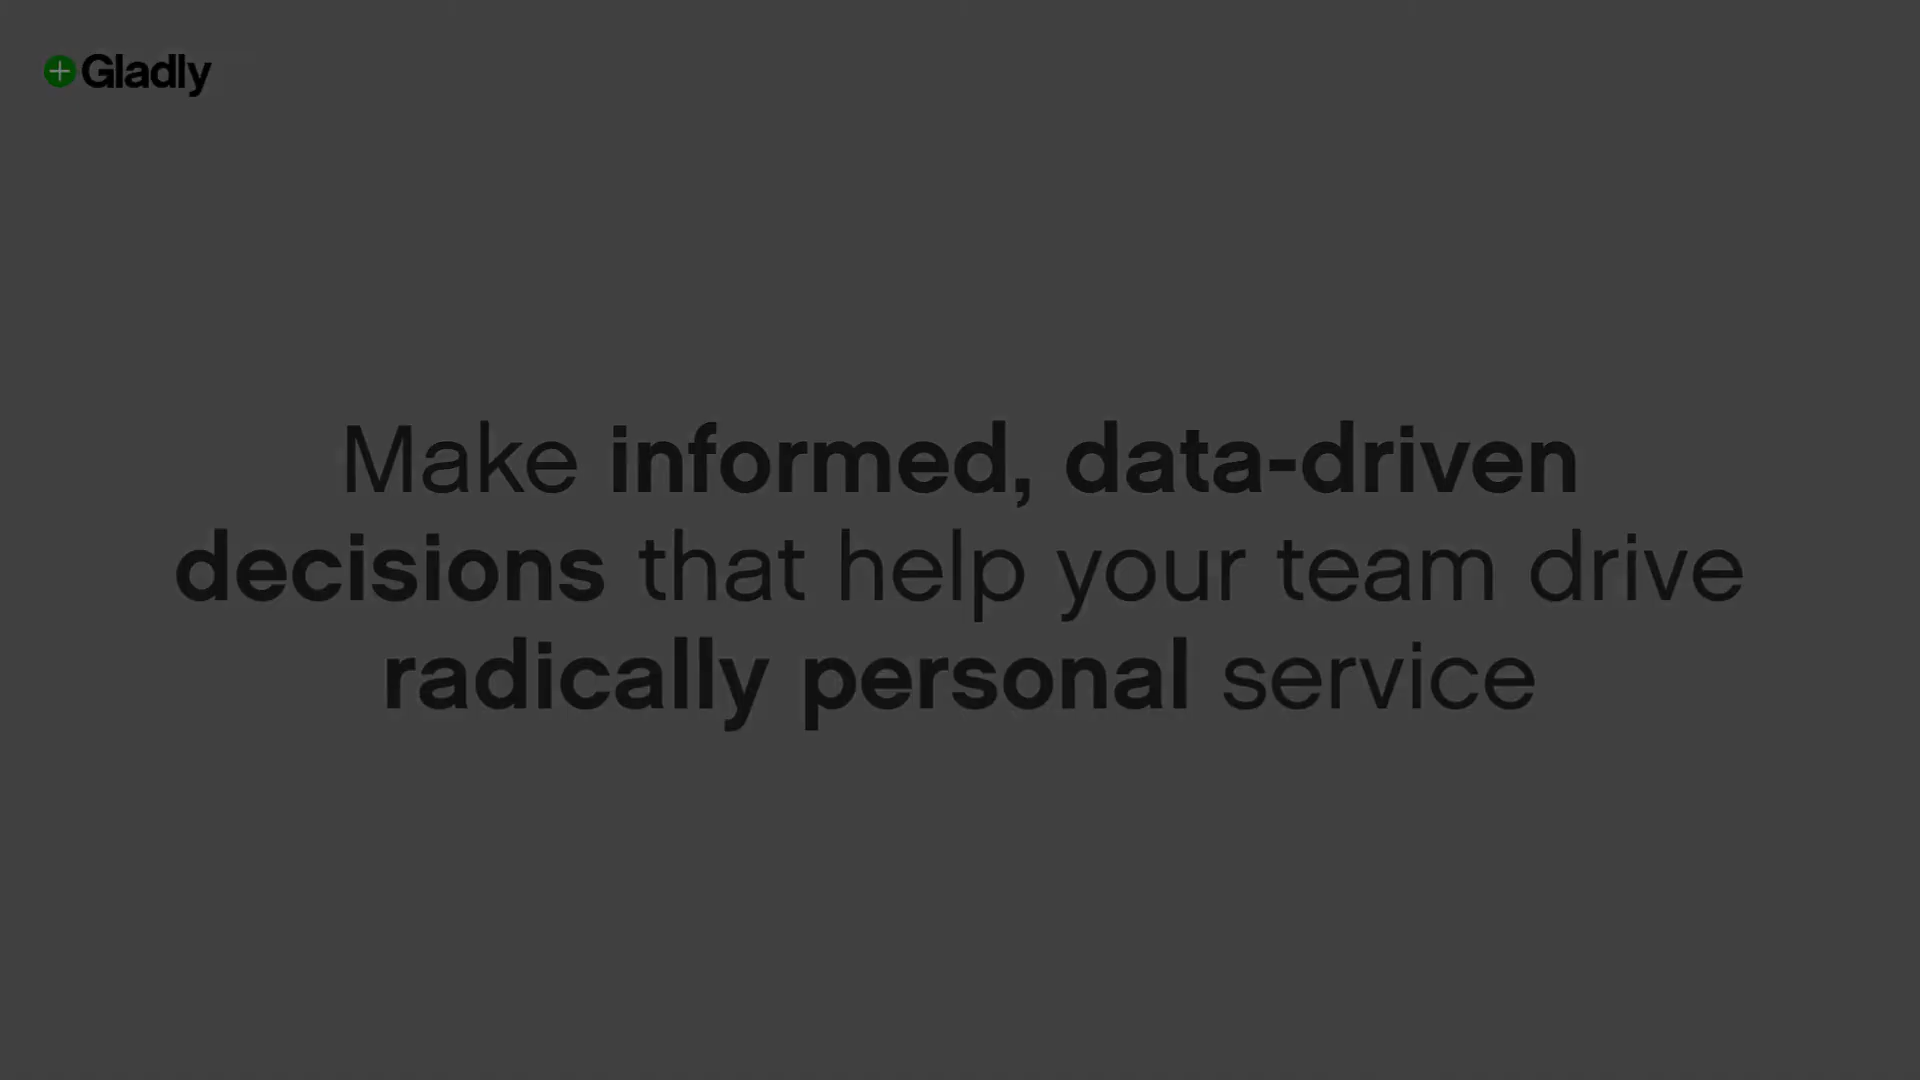 Gladly
Make informed, data-driven
decisions that help your team drive
radically personal service